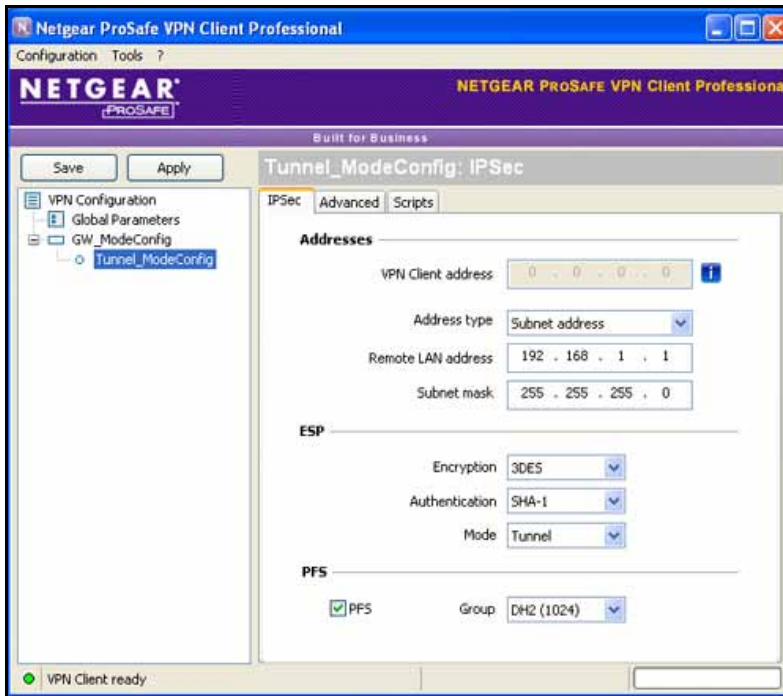 Netgear ProSafe VPN Client Professional
Configuration Tools ?
NETGEAR
PROSAFE
NETGEAR PROSAFE VPN Client Professiona
Built for Business
Save Apply
Tunnel_ModeConfig: IPSec
VPN Configuration
Global Parameters
GW_ModeConfig
Tunnel_ModeConfig
IPSec Advanced Scripts
Addresses
VPN Client address 0 . 0 . 0 . 0 i
Address type Subnet address
Remote LAN address 192 . 168 . 1 . 1
Subnet mask 255 . 255 . 255 . 0
ESP
Encryption 3DES
Authentication SHA-1
Mode Tunnel
PFS
PFS Group DH2 (1024)
VPN Client ready